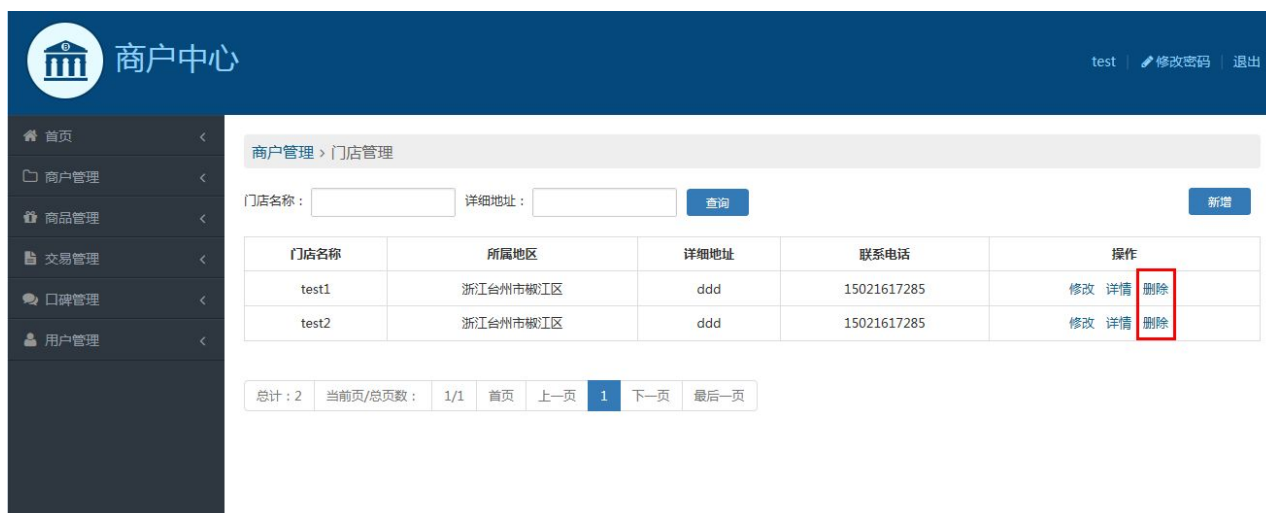 商户中心
test | 修改密码 | 退出
首页
商户管理
商品管理
交易管理
口碑管理
用户管理
商户管理 > 门店管理
门店名称： 详细地址： 查询 新增
门店名称 所属地区 详细地址 联系电话 操作
test1 浙江台州市椒江区 ddd 15021617285 修改 详情 删除
test2 浙江台州市椒江区 ddd 15021617285 修改 详情 删除
总计：2 当前页/总页数： 1/1 首页 上一页 1 下一页 最后一页